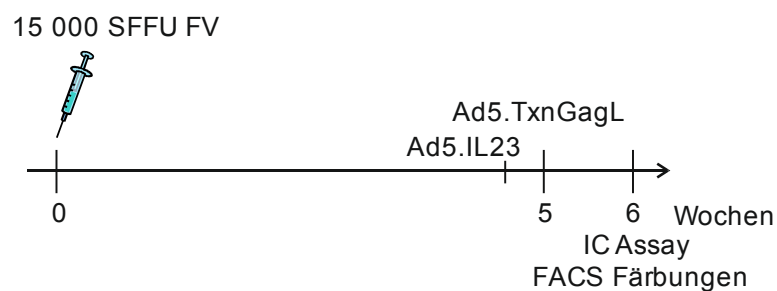 15 000 SFFU FV
Ad5.TxnGagL
Ad5.IL23
0 5 6 Wochen
IC Assay
FACS Färbungen